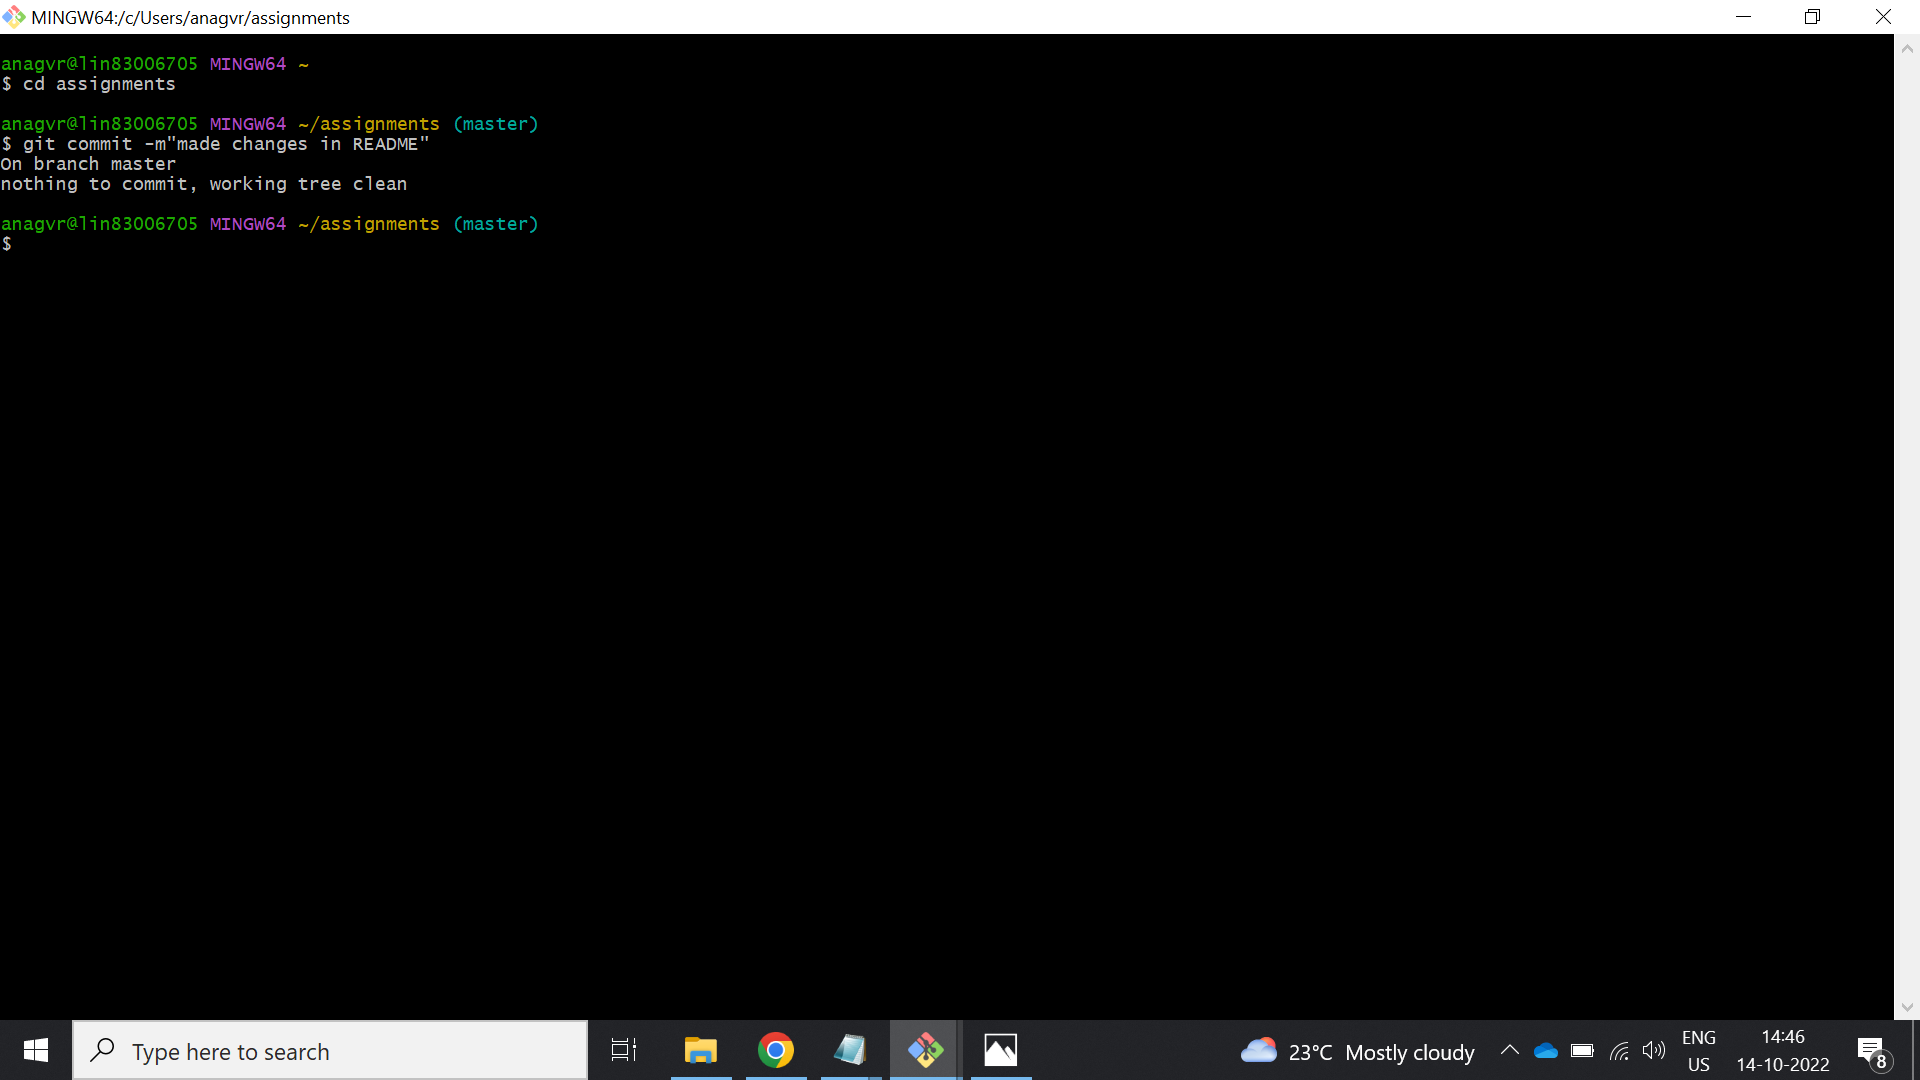 MINGW64:/c/Users/anagvr/assignments
anagvr@lin83006705 MINGW64 ~
$ cd assignments
anagvr@lin83006705 MINGW64 ~/assignments (master)
$ git commit -m"made changes in README"
On branch master
nothing to commit, working tree clean
anagvr@lin83006705 MINGW64 ~/assignments (master)
$
Type here to search
23°C Mostly cloudy
ENG
US
14:46
14-10-2022
8